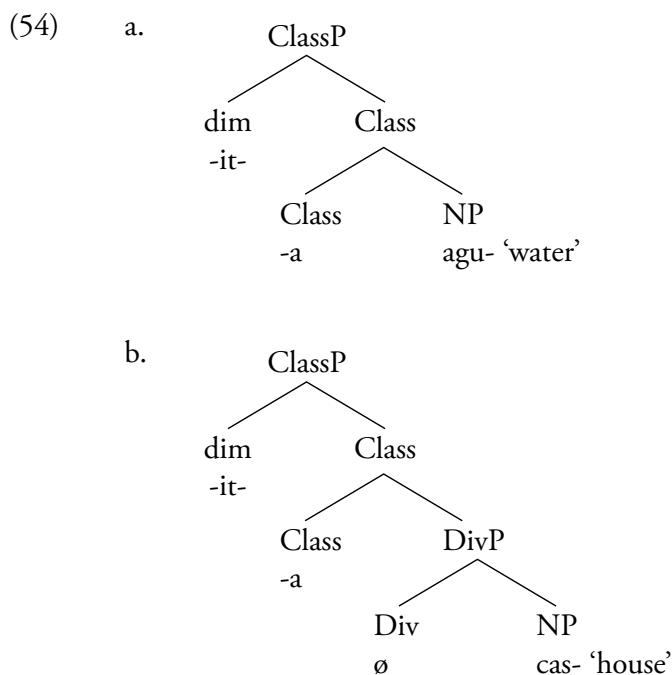 (54) a. ClassP
dim Class
-it-
Class NP
-a agu- ‘water’
b. ClassP
dim Class
-it-
Class DivP
-a
Div NP
ø cas- ‘house’